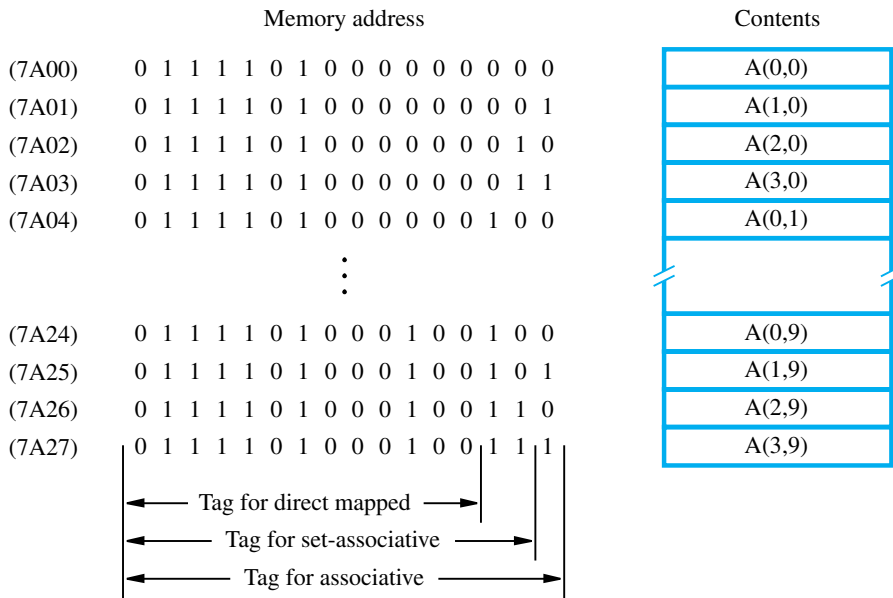 Memory address Contents
(7A00) 0 1 1 1 1 0 1 0 0 0 0 0 0 0 0 0 A(0,0)
(7A01) 0 1 1 1 1 0 1 0 0 0 0 0 0 0 0 1 A(1,0)
(7A02) 0 1 1 1 1 0 1 0 0 0 0 0 0 0 1 0 A(2,0)
(7A03) 0 1 1 1 1 0 1 0 0 0 0 0 0 0 1 1 A(3,0)
(7A04) 0 1 1 1 1 0 1 0 0 0 0 0 0 1 0 0 A(0,1)
(7A24) 0 1 1 1 1 0 1 0 0 0 1 0 0 1 0 0 A(0,9)
(7A25) 0 1 1 1 1 0 1 0 0 0 1 0 0 1 0 1 A(1,9)
(7A26) 0 1 1 1 1 0 1 0 0 0 1 0 0 1 1 0 A(2,9)
(7A27) 0 1 1 1 1 0 1 0 0 0 1 0 0 1 1 1 A(3,9)
Tag for direct mapped
Tag for set-associative
Tag for associative